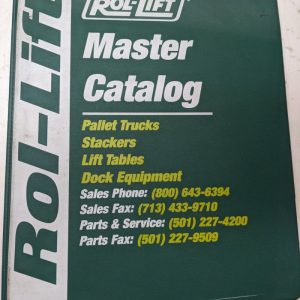 ROL-LIFT
Rol-Lift
Master
Catalog
Pallet Trucks
Stackers
Lift Tables
Dock Equipment
Sales Phone: (800) 643-6394
Sales Fax: (713) 433-9710
Parts & Service: (501) 227-4200
Parts Fax: (501) 227-9509